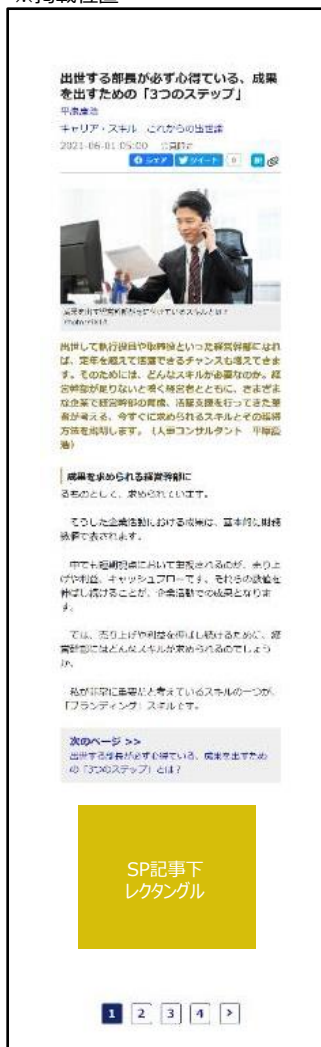 ※掲載位置
出世する部長が必ず心得ている、成果
を出すための「3つのステップ」
キャリア・スキル これからの出世談
2021-06-01 05:00 会員限定
シェア ツイート 0 B!
出世して執行役員や取締役といった経営幹部になれ
ば、定年を超えて活躍できるチャンスも増えてきま
す。そのためには、どんなスキルが必要なのか。経
営幹部が足りないと嘆く経営者とともに、さまざま
な企業で経営幹部の育成、活躍支援を行ってきた筆
者が考える、今すぐに求められるスキルとその獲得
方法を説明します。（人事コンサルタント
成果を求められる経営幹部に
るものとして、求められています。
そうした企業活動における成果は、基本的に財務
数値で表されます。
中でも短期視点において重視されるのが、売り上
げや利益、キャッシュフローです。それらの数値を
伸ばし続けることが、企業活動での成果となりま
す。
では、売り上げや利益を伸ばし続けるために、経
営幹部にはどんなスキルが求められるのでしょう
か。
私が非常に重要だと考えているスキルの一つが、
「ブランディング」スキルです。
次のページ >>
出世する部長が必ず心得ている、成果を出すため
の「3つのステップ」とは？
SP記事下
レクタングル
1 2 3 4 >